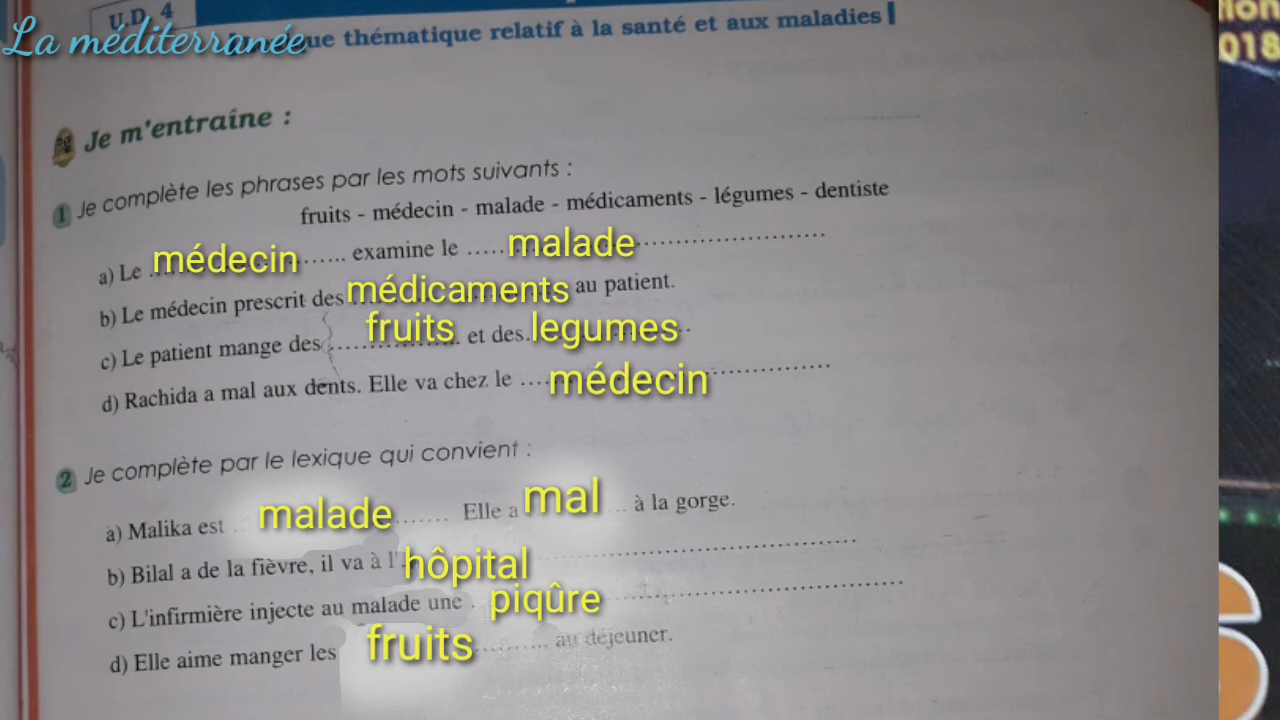 U.D. 4
La méditerranée
que thématique relatif à la santé et aux maladies
Je m'entraîne :
1 Je complète les phrases par les mots suivants :
fruits - médecin - malade - médicaments - légumes - dentiste
a) Le médecin ...... examine le ..... malade ........................
b) Le médecin prescrit des médicaments au patient.
c) Le patient mange des fruits ................. et des. legumes .
d) Rachida a mal aux dents. Elle va chez le .... médecin ...............
2 Je complète par le lexique qui convient :
a) Malika est malade ....... Elle a mal ... à la gorge.
b) Bilal a de la fièvre, il va à l' hôpital ........................................
c) L'infirmière injecte au malade une piqûre ........................................
d) Elle aime manger les fruits .......... au déjeuner.
018